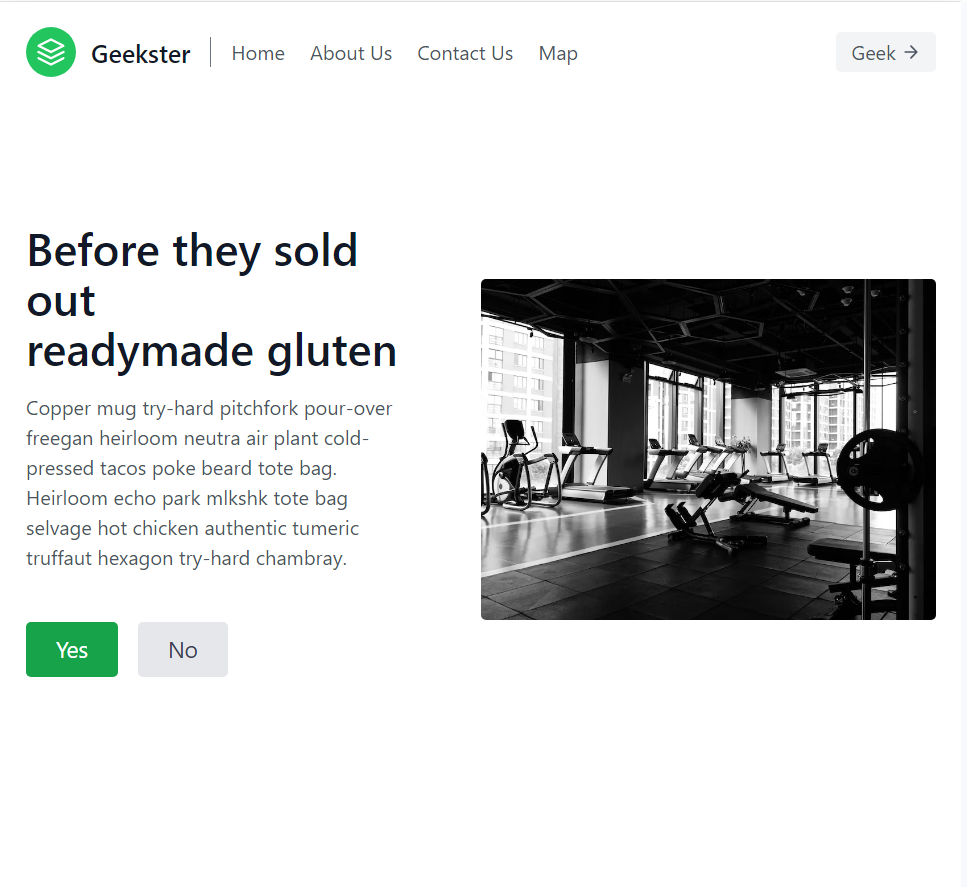 Geekster Home About Us Contact Us Map Geek →
Before they sold
out
readymade gluten
Copper mug try-hard pitchfork pour-over
freegan heirloom neutra air plant cold-
pressed tacos poke beard tote bag.
Heirloom echo park mlkshk tote bag
selvage hot chicken authentic tumeric
truffaut hexagon try-hard chambray.
Yes No